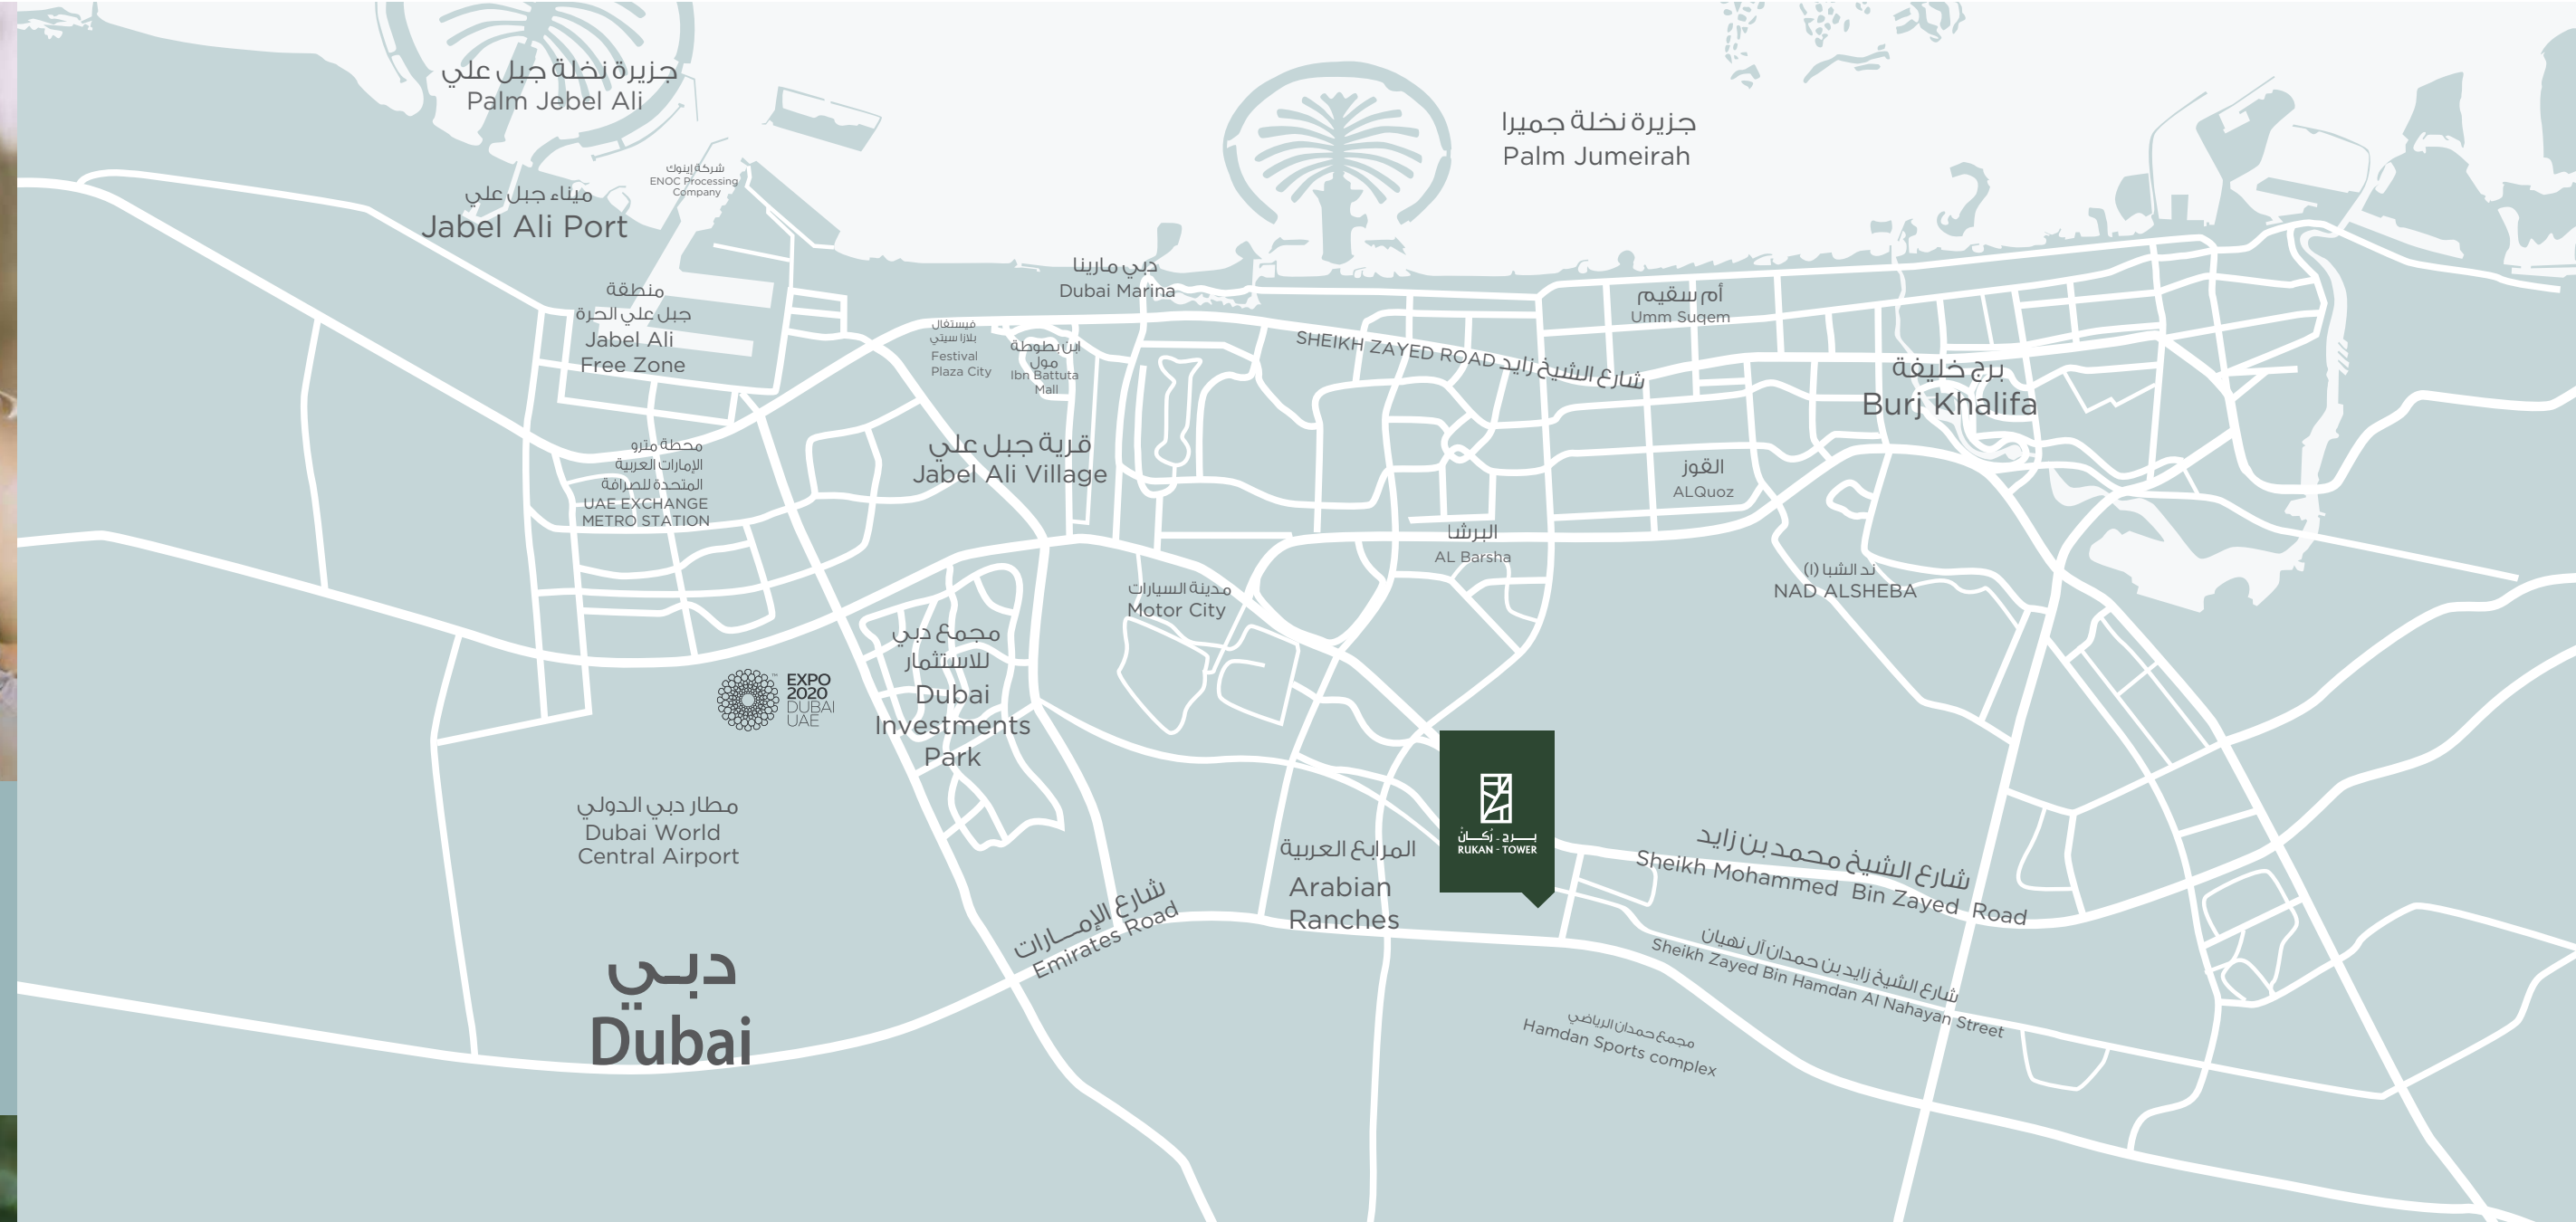 جزيرة نخلة جبل علي
Palm Jebel Ali
جزيرة نخلة جميرا
Palm Jumeirah
شركة إينوك
ENOC Processing
Company
ميناء جبل علي
Jabel Ali Port
دبي مارينا
Dubai Marina
منطقة
جبل علي الحرة
Jabel Ali
Free Zone
أم سقيم
Umm Suqem
فيستفال
بلازا سيتي
Festival
Plaza City
ابن بطوطة
مول
Ibn Battuta
Mall
SHEIKH ZAYED ROAD شارع الشيخ زايد
برج خليفة
Burj Khalifa
محطة مترو
الإمارات العربية
المتحدة للصرافة
UAE EXCHANGE
METRO STATION
قرية جبل علي
Jabel Ali Village
القوز
ALQuoz
البرشا
AL Barsha
ند الشبا (١)
NAD ALSHEBA
مدينة السيارات
Motor City
مجمع دبي
للاستثمار
Dubai
Investments
Park
EXPO
2020
DUBAI
UAE
مطار دبي الدولي
Dubai World
Central Airport
برج - رُكان
RUKAN - TOWER
المرابع العربية
Arabian
Ranches
شارع الشيخ محمد بن زايد
Sheikh Mohammed Bin Zayed Road
شارع الإمارات
Emirates Road
شارع الشيخ زايد بن حمدان آل نهيان
Sheikh Zayed Bin Hamdan Al Nahayan Street
مجمع حمدان الرياضي
Hamdan Sports complex
دبي
Dubai